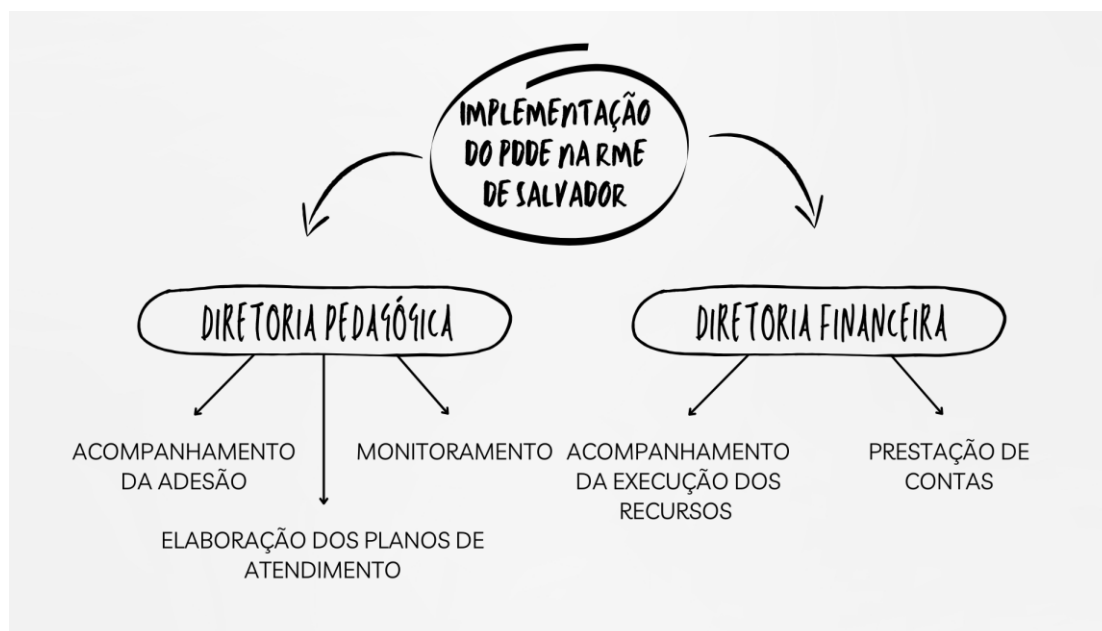 IMPLEMENTAÇÃO
DO PDDE NA RME
DE SALVADOR
DIRETORIA PEDAGÓGICA
DIRETORIA FINANCEIRA
ACOMPANHAMENTO
DA ADESÃO
MONITORAMENTO
ELABORAÇÃO DOS PLANOS DE
ATENDIMENTO
ACOMPANHAMENTO
DA EXECUÇÃO DOS
RECURSOS
PRESTAÇÃO DE
CONTAS